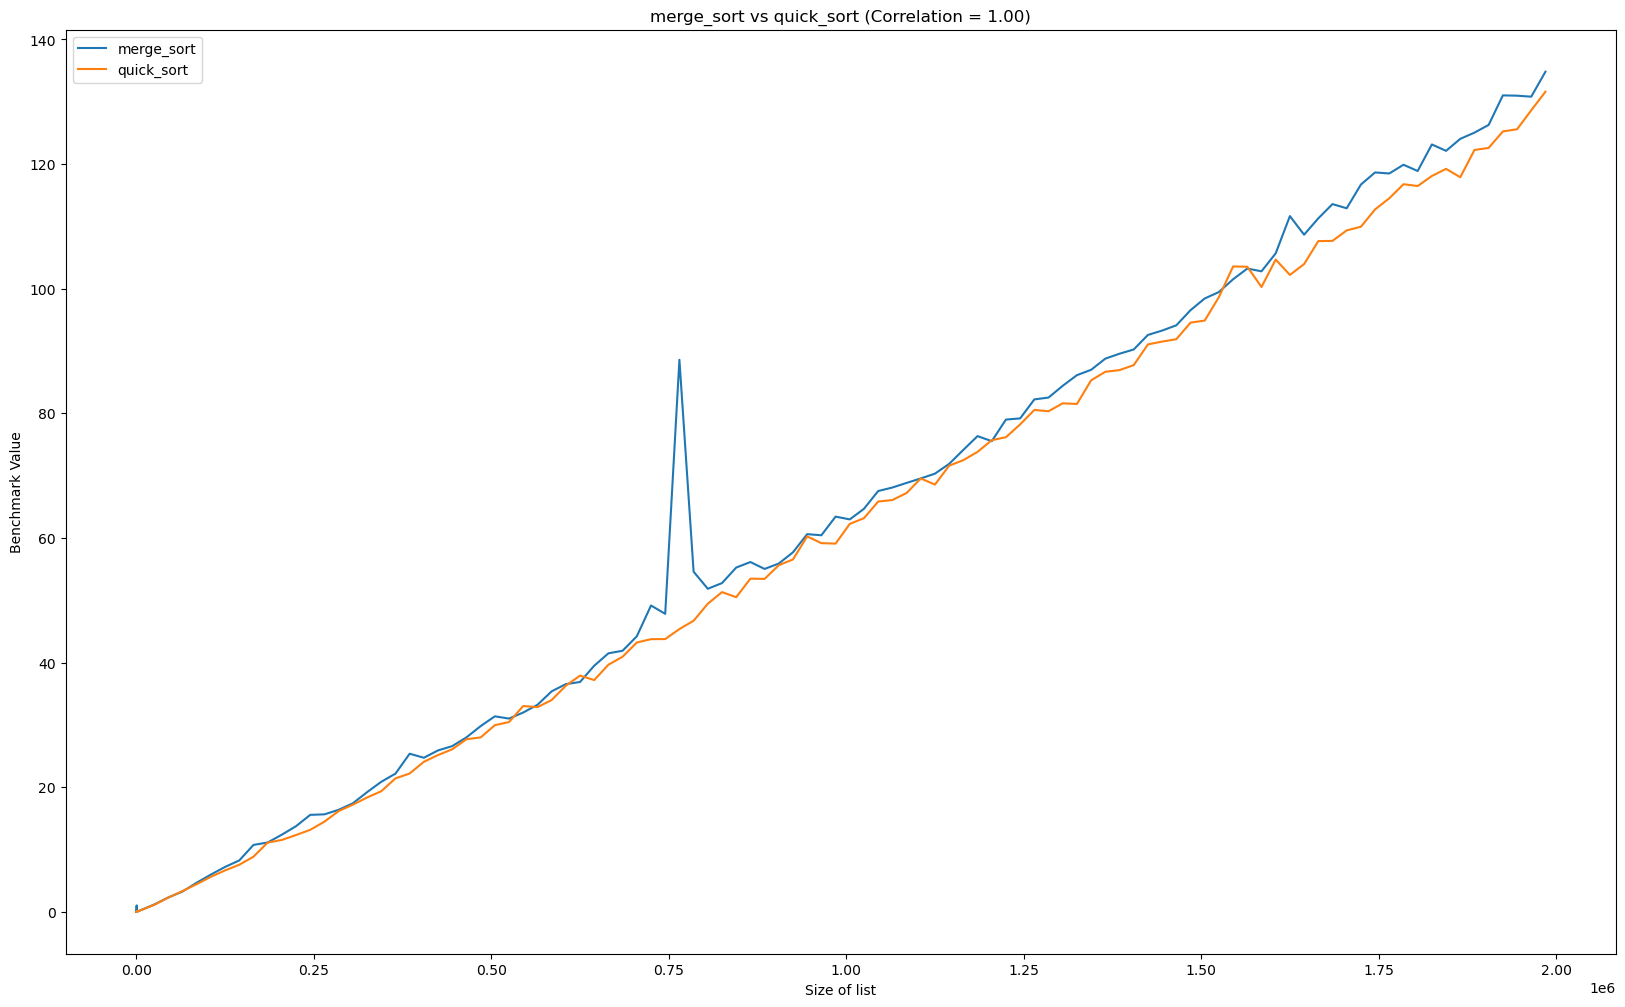 merge_sort vs quick_sort (Correlation = 1.00)
merge_sort
quick_sort
140
120
100
80
60
40
20
0
Benchmark Value
0.00 0.25 0.50 0.75 1.00 1.25 1.50 1.75 2.00
1e6
Size of list